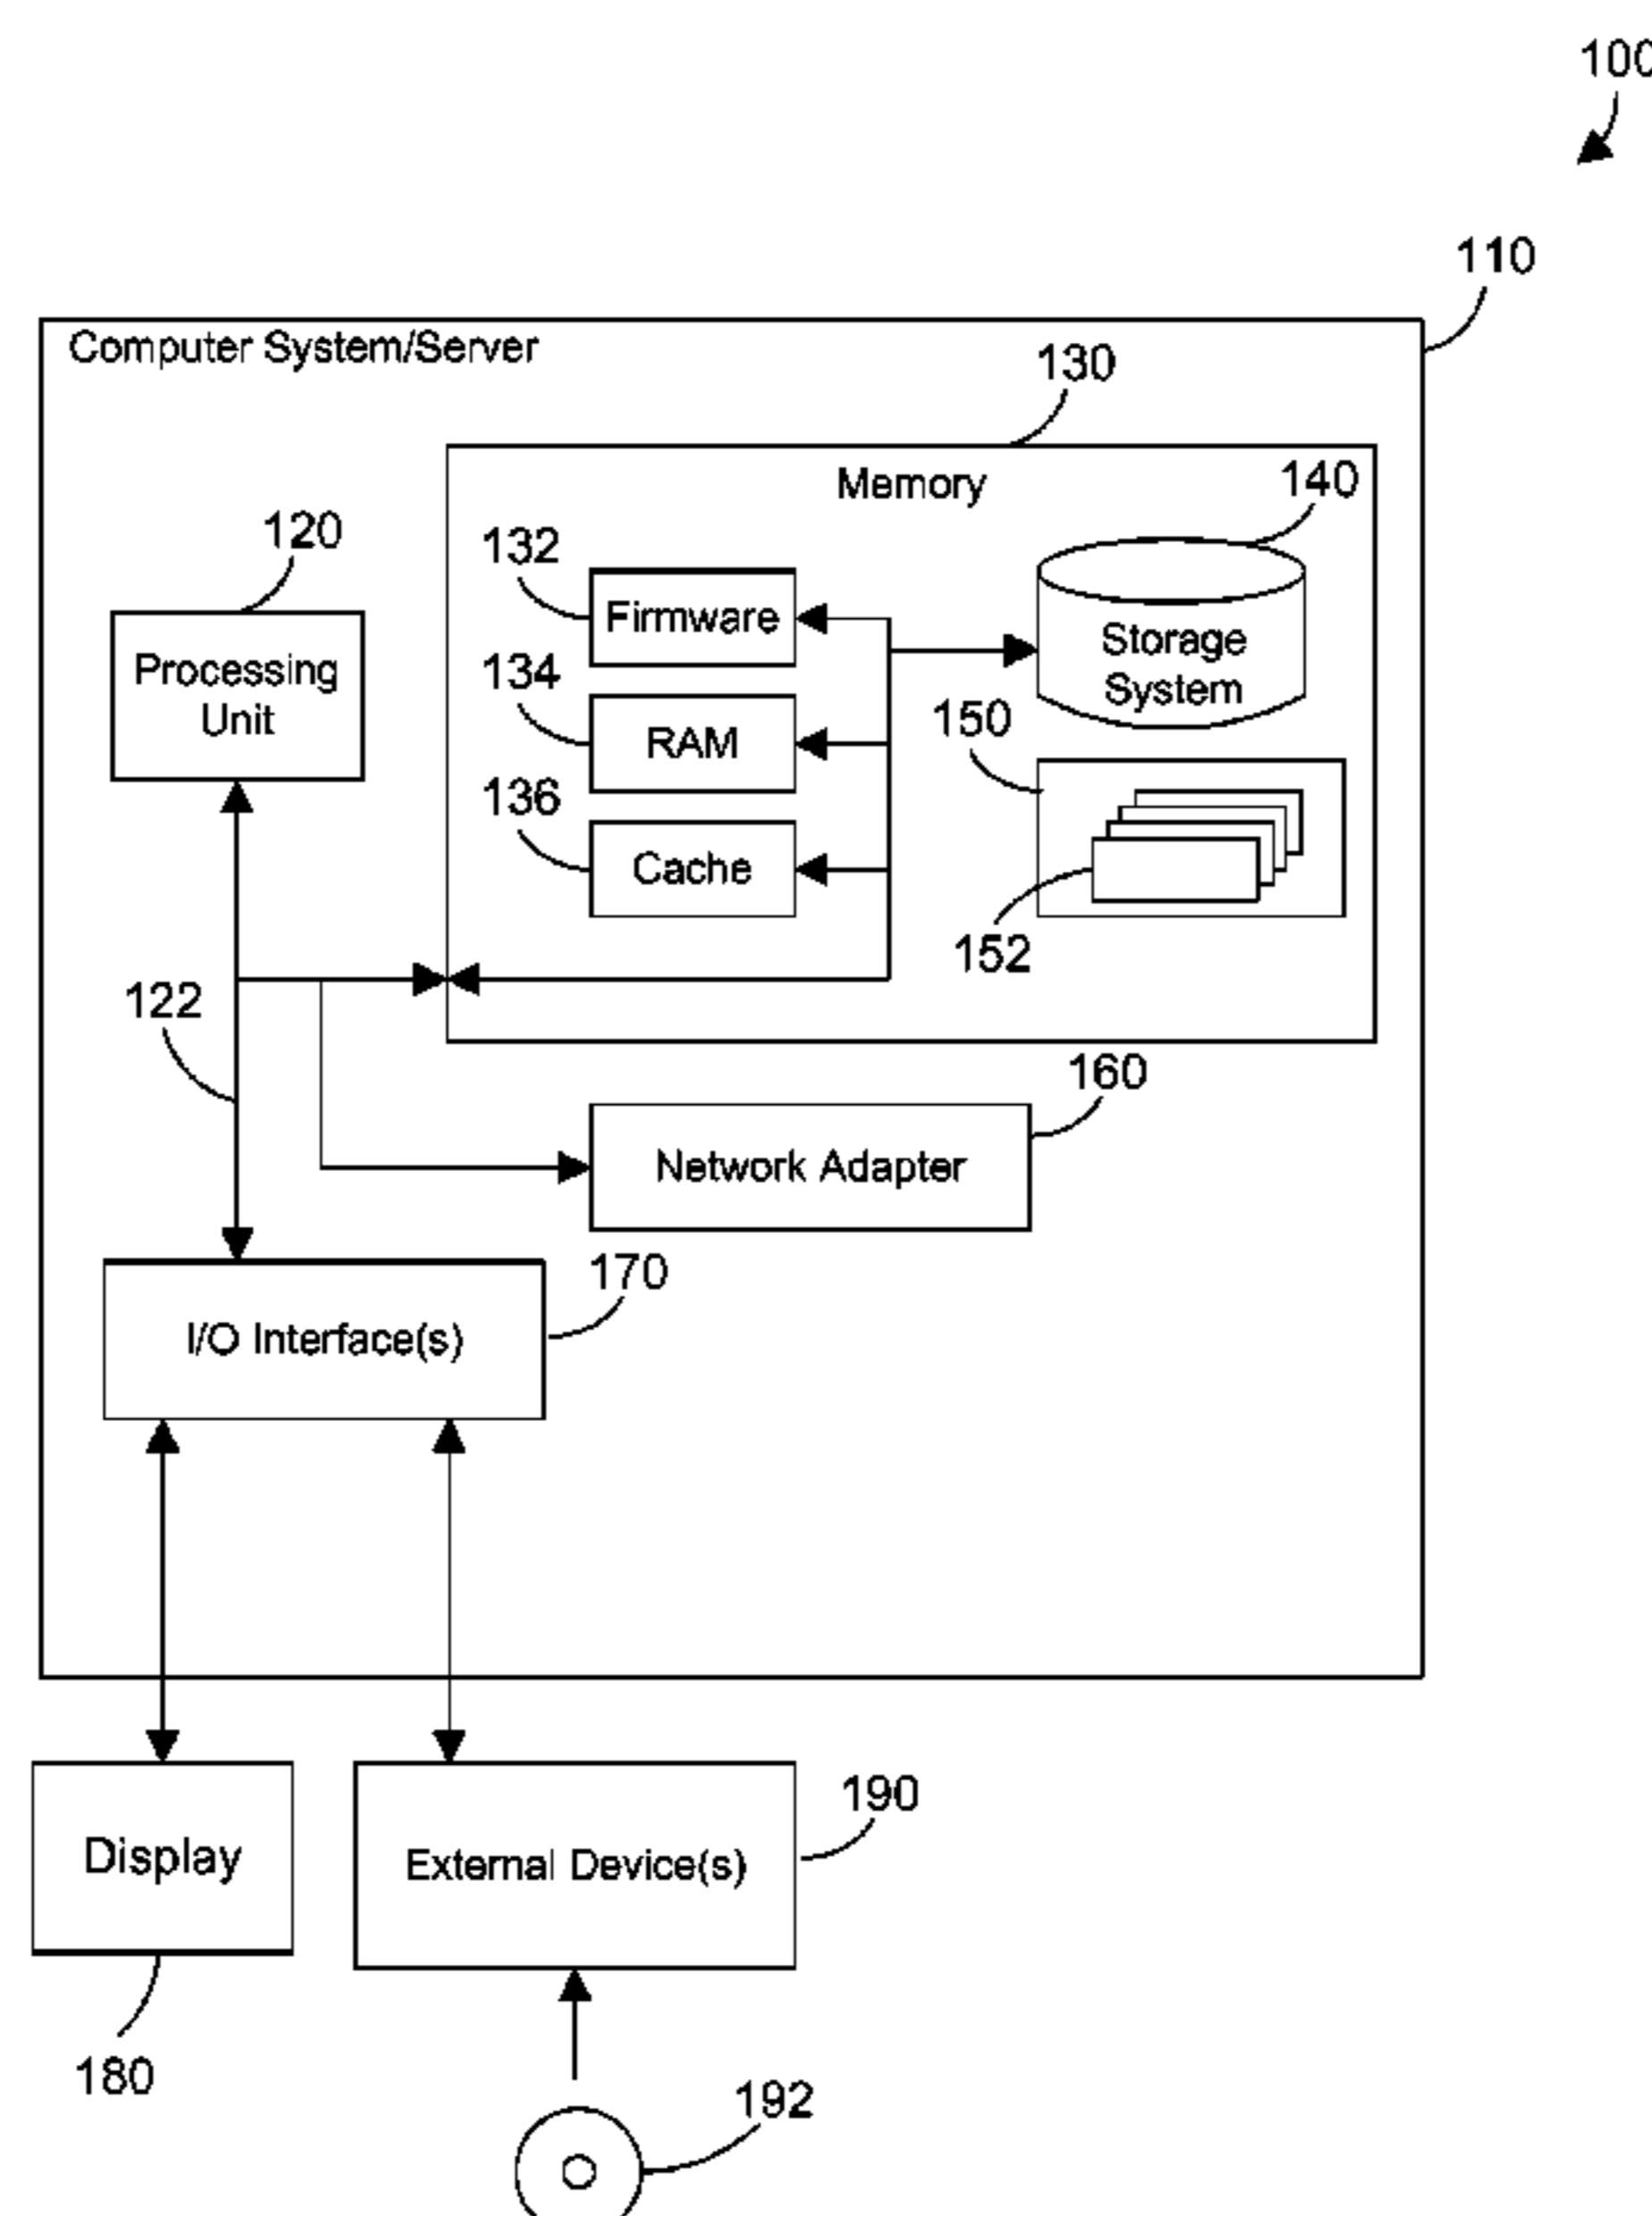 100
110
Computer System/Server
130
Memory
140
120
132
Firmware
Processing
Unit
134
Storage
System
150
RAM
136
Cache
152
122
160
Network Adapter
170
I/O Interface(s)
190
Display
External Device(s)
180
192